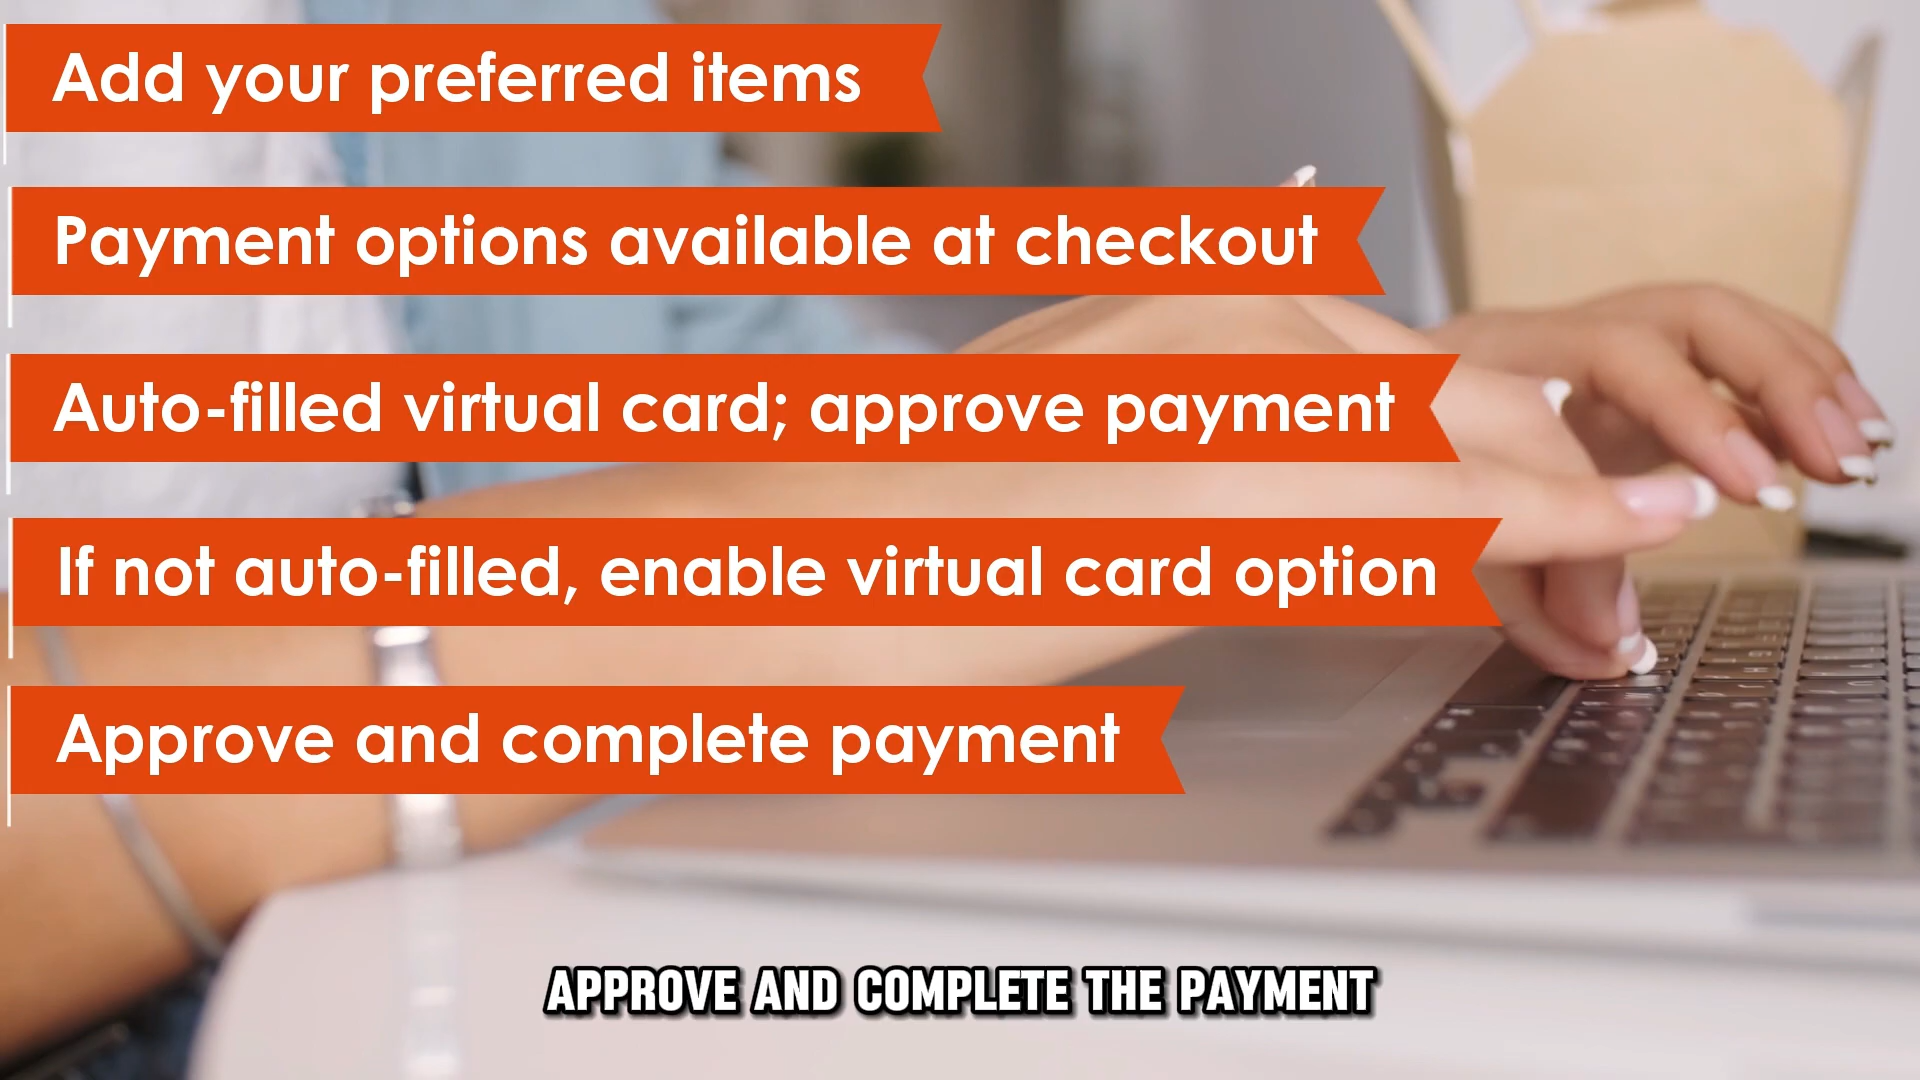 Add your preferred items
Payment options available at checkout
Auto-filled virtual card; approve payment
If not auto-filled, enable virtual card option
Approve and complete payment
APPROVE AND COMPLETE THE PAYMENT